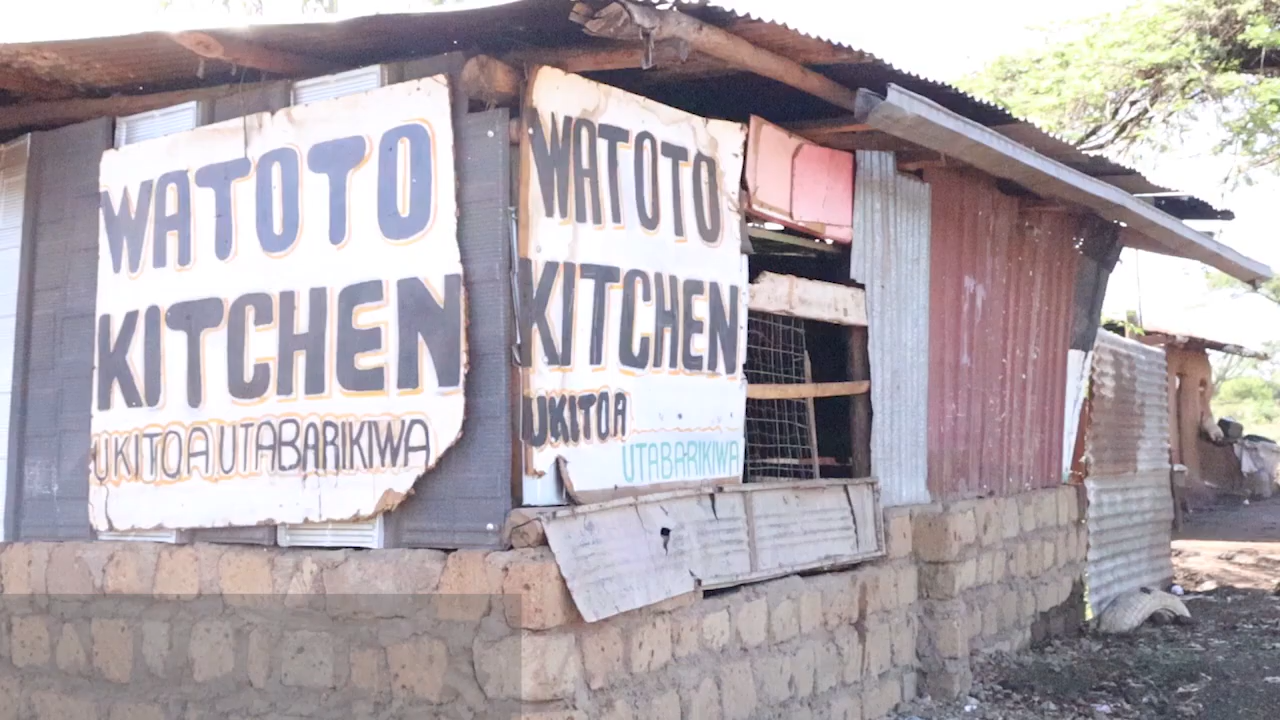 WATOTO
KITCHEN
UKITOA UTABARIKIWA
WATOTO
KITCHEN
UKITOA
UTABARIKIWA